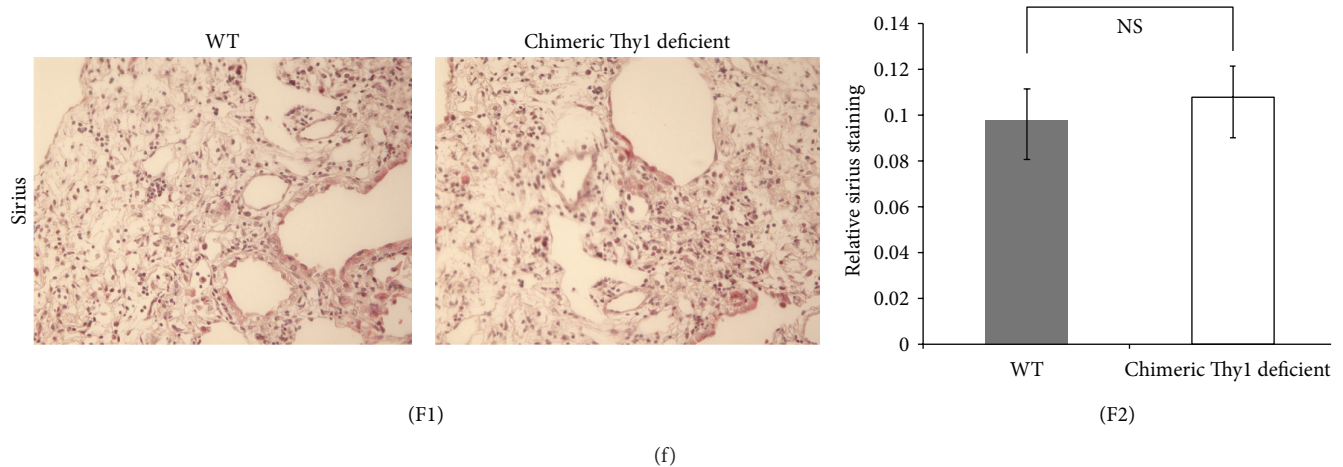 WT
Chimeric Thy1 deficient
Sirius
(F1)
0.14
0.12
0.1
0.08
0.06
0.04
0.02
0
Relative sirius staining
NS
WT
Chimeric Thy1 deficient
(F2)
(f)